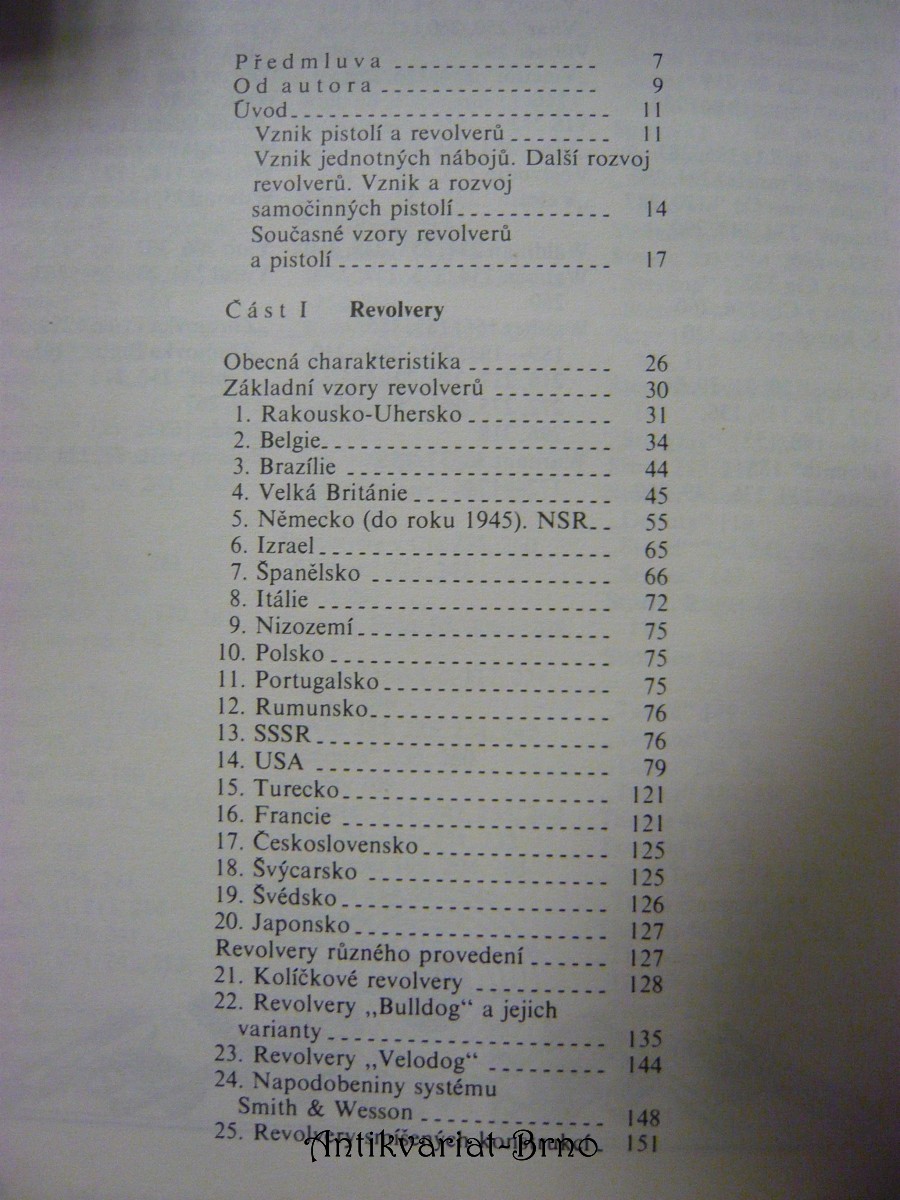 Předmluva 7
Od autora 9
Úvod 11
Vznik pistolí a revolverů 11
Vznik jednotných nábojů. Další rozvoj
revolverů. Vznik a rozvoj
samočinných pistolí 14
Současné vzory revolverů
a pistolí 17
Část I Revolvery
Obecná charakteristika 26
Základní vzory revolverů 30
1. Rakousko-Uhersko 31
2. Belgie 34
3. Brazílie 44
4. Velká Británie 45
5. Německo (do roku 1945). NSR 55
6. Izrael 65
7. Španělsko 66
8. Itálie 72
9. Nizozemí 75
10. Polsko 75
11. Portugalsko 75
12. Rumunsko 76
13. SSSR 76
14. USA 79
15. Turecko 121
16. Francie 121
17. Československo 125
18. Švýcarsko 125
19. Švédsko 126
20. Japonsko 127
Revolvery různého provedení 127
21. Kolíčkové revolvery 128
22. Revolvery „Bulldog“ a jejich
varianty 135
23. Revolvery „Velodog“ 144
24. Napodobeniny systému
Smith & Wesson 148
25. Revolvery smíšených konstrukcí 151
Antikvariat-Brno